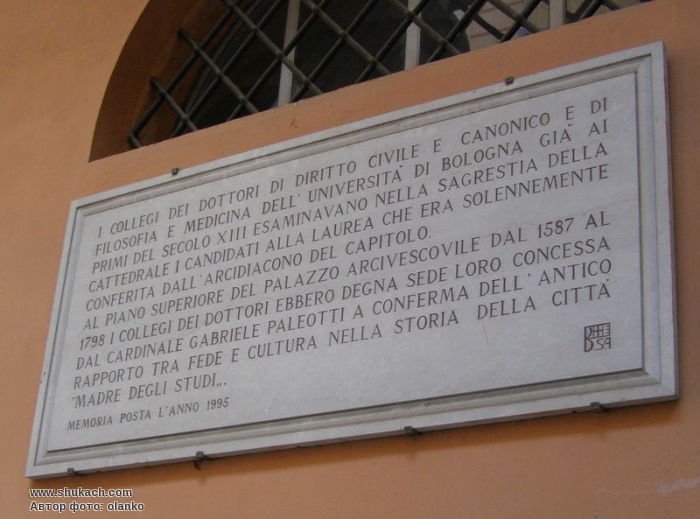 I COLLEGI DEI DOTTORI DI DIRITTO CIVILE E CANONICO E DI
FILOSOFIA E MEDICINA DELL'UNIVERSITÀ DI BOLOGNA GIÀ AI
PRIMI DEL SECOLO XIII ESAMINAVANO NELLA SAGRESTIA DELLA
CATTEDRALE I CANDIDATI ALLA LAUREA CHE ERA SOLENNEMENTE
CONFERITA DALL'ARCIDIACONO DEL CAPITOLO.
AL PIANO SUPERIORE DEL PALAZZO ARCIVESCOVILE DAL 1587 AL
1798 I COLLEGI DEI DOTTORI EBBERO DEGNA SEDE LORO CONCESSA
DAL CARDINALE GABRIELE PALEOTTI A CONFERMA DELL'ANTICO
RAPPORTO TRA FEDE E CULTURA NELLA STORIA DELLA CITTÀ
"MADRE DEGLI STUDI„.
MEMORIA POSTA L'ANNO 1995
www.shukach.com
Автор фото: olanko